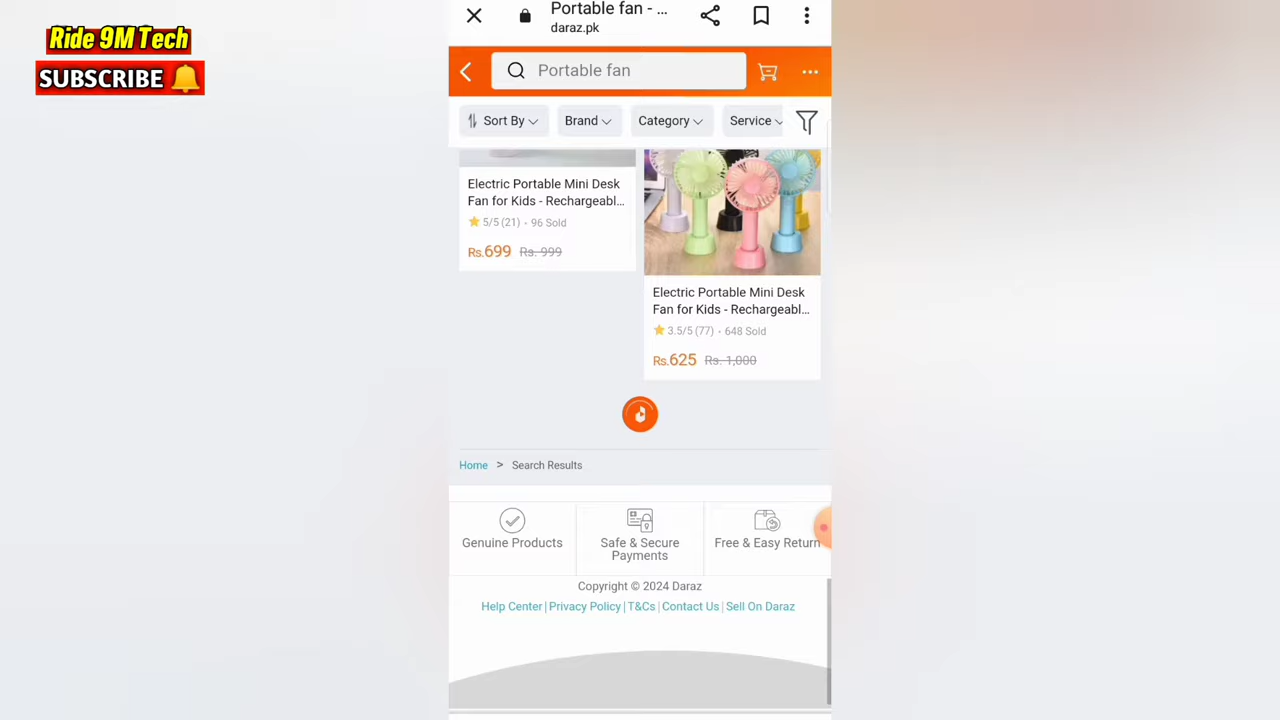 Ride 9M Tech
SUBSCRIBE
Portable fan - ...
daraz.pk
Portable fan
Sort By
Brand
Category
Service
Electric Portable Mini Desk
Fan for Kids - Rechargeabl...
5/5 (21) · 96 Sold
Rs.699 Rs. 999
Electric Portable Mini Desk
Fan for Kids - Rechargeabl...
3.5/5 (77) · 648 Sold
Rs.625 Rs. 1,000
Home > Search Results
Genuine Products
Safe & Secure
Payments
Free & Easy Return
Copyright © 2024 Daraz
Help Center | Privacy Policy | T&Cs | Contact Us | Sell On Daraz